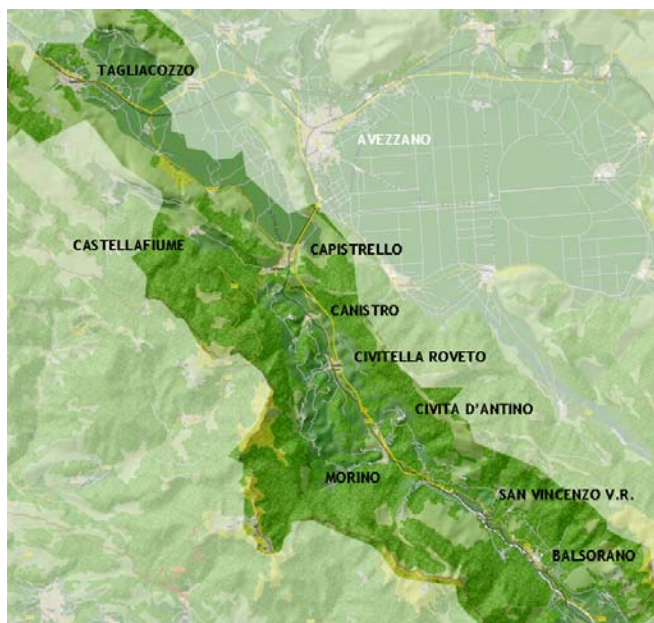 TAGLIACOZZO
AVEZZANO
CASTELLAFIUME
CAPISTRELLO
CANISTRO
CIVITELLA ROVETO
CIVITA D'ANTINO
MORINO
SAN VINCENZO V.R.
BALSORANO